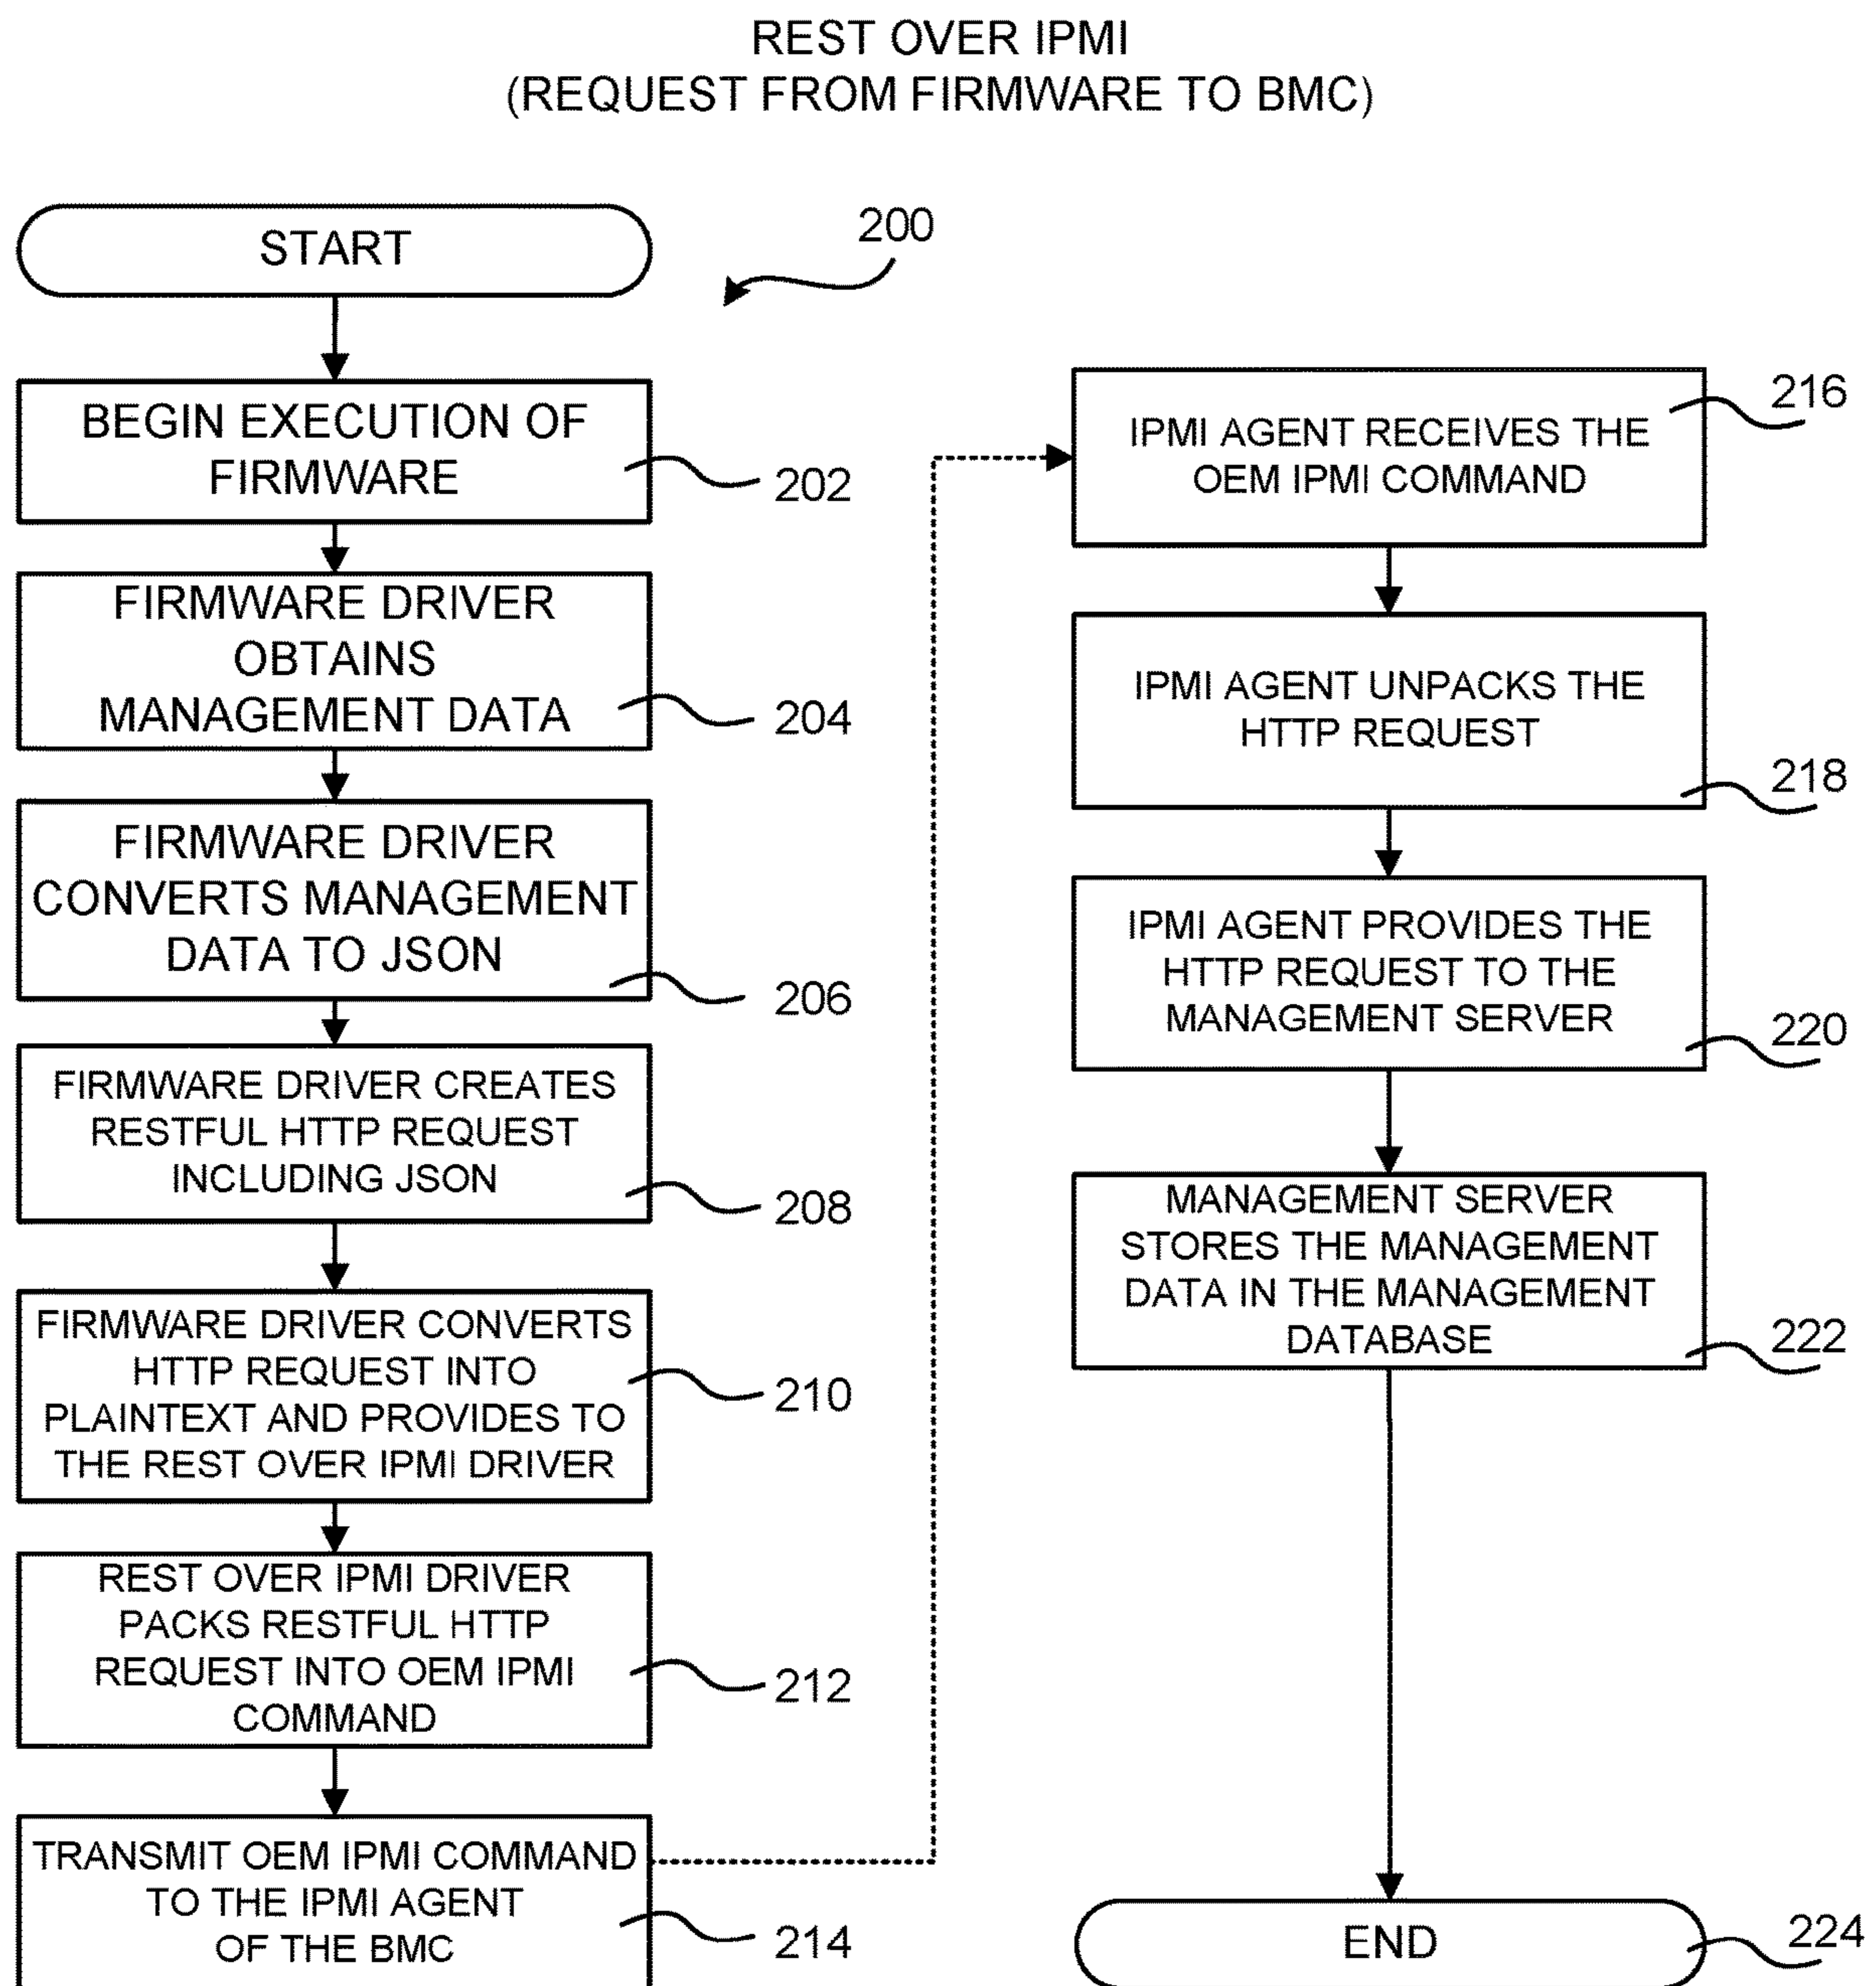 REST OVER IPMI
(REQUEST FROM FIRMWARE TO BMC)
START
200
BEGIN EXECUTION OF
FIRMWARE
202
FIRMWARE DRIVER
OBTAINS
MANAGEMENT DATA
204
FIRMWARE DRIVER
CONVERTS MANAGEMENT
DATA TO JSON
206
FIRMWARE DRIVER CREATES
RESTFUL HTTP REQUEST
INCLUDING JSON
208
FIRMWARE DRIVER CONVERTS
HTTP REQUEST INTO
PLAINTEXT AND PROVIDES TO
THE REST OVER IPMI DRIVER
210
REST OVER IPMI DRIVER
PACKS RESTFUL HTTP
REQUEST INTO OEM IPMI
COMMAND
212
TRANSMIT OEM IPMI COMMAND
TO THE IPMI AGENT
OF THE BMC
214
IPMI AGENT RECEIVES THE
OEM IPMI COMMAND
216
IPMI AGENT UNPACKS THE
HTTP REQUEST
218
IPMI AGENT PROVIDES THE
HTTP REQUEST TO THE
MANAGEMENT SERVER
220
MANAGEMENT SERVER
STORES THE MANAGEMENT
DATA IN THE MANAGEMENT
DATABASE
222
END
224